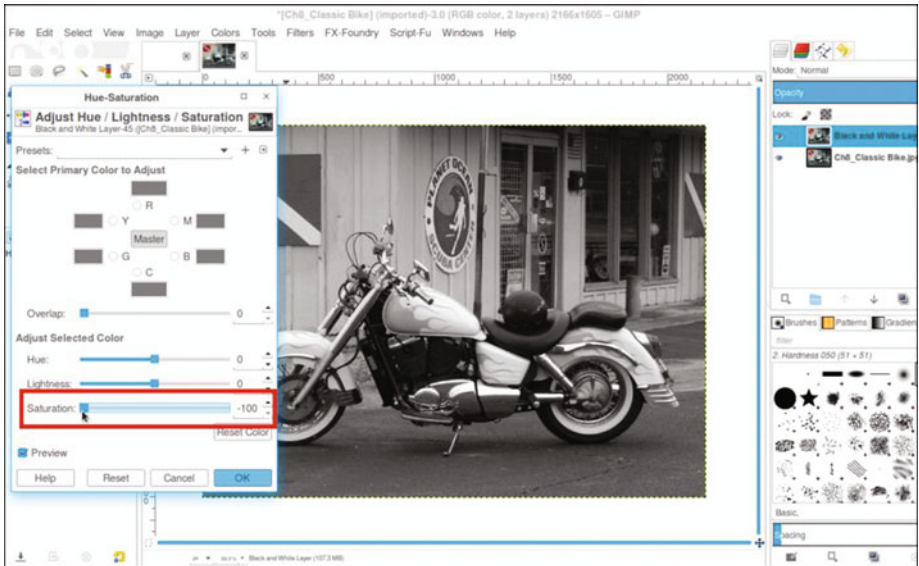 *[Ch8_Classic Bike] (imported)-3.0 (RGB color, 2 layers) 2166x1605 – GIMP
File Edit Select View Image Layer Colors Tools Filters FX-Foundry Script-Fu Windows Help
0 500 1000 1500 2000
Hue-Saturation
Adjust Hue / Lightness / Saturation
Black and White Layer-45 ([Ch8_Classic Bike] (impor...
Presets:
Select Primary Color to Adjust
R
Y M
Master
G B
C
Overlap: 0
Adjust Selected Color
Hue: 0
Lightness: 0
Saturation: -100
Reset Color
Preview
Help Reset Cancel OK
PLANET OCEAN
SCUBA CENTER
Black and White Layer (107.3 MB)
Mode: Normal
Opacity
Lock:
Black and White Lay
Ch8_Classic Bike.jp
Brushes Patterns Gradien
filter
2. Hardness 050 (51 × 51)
Basic,
Spacing